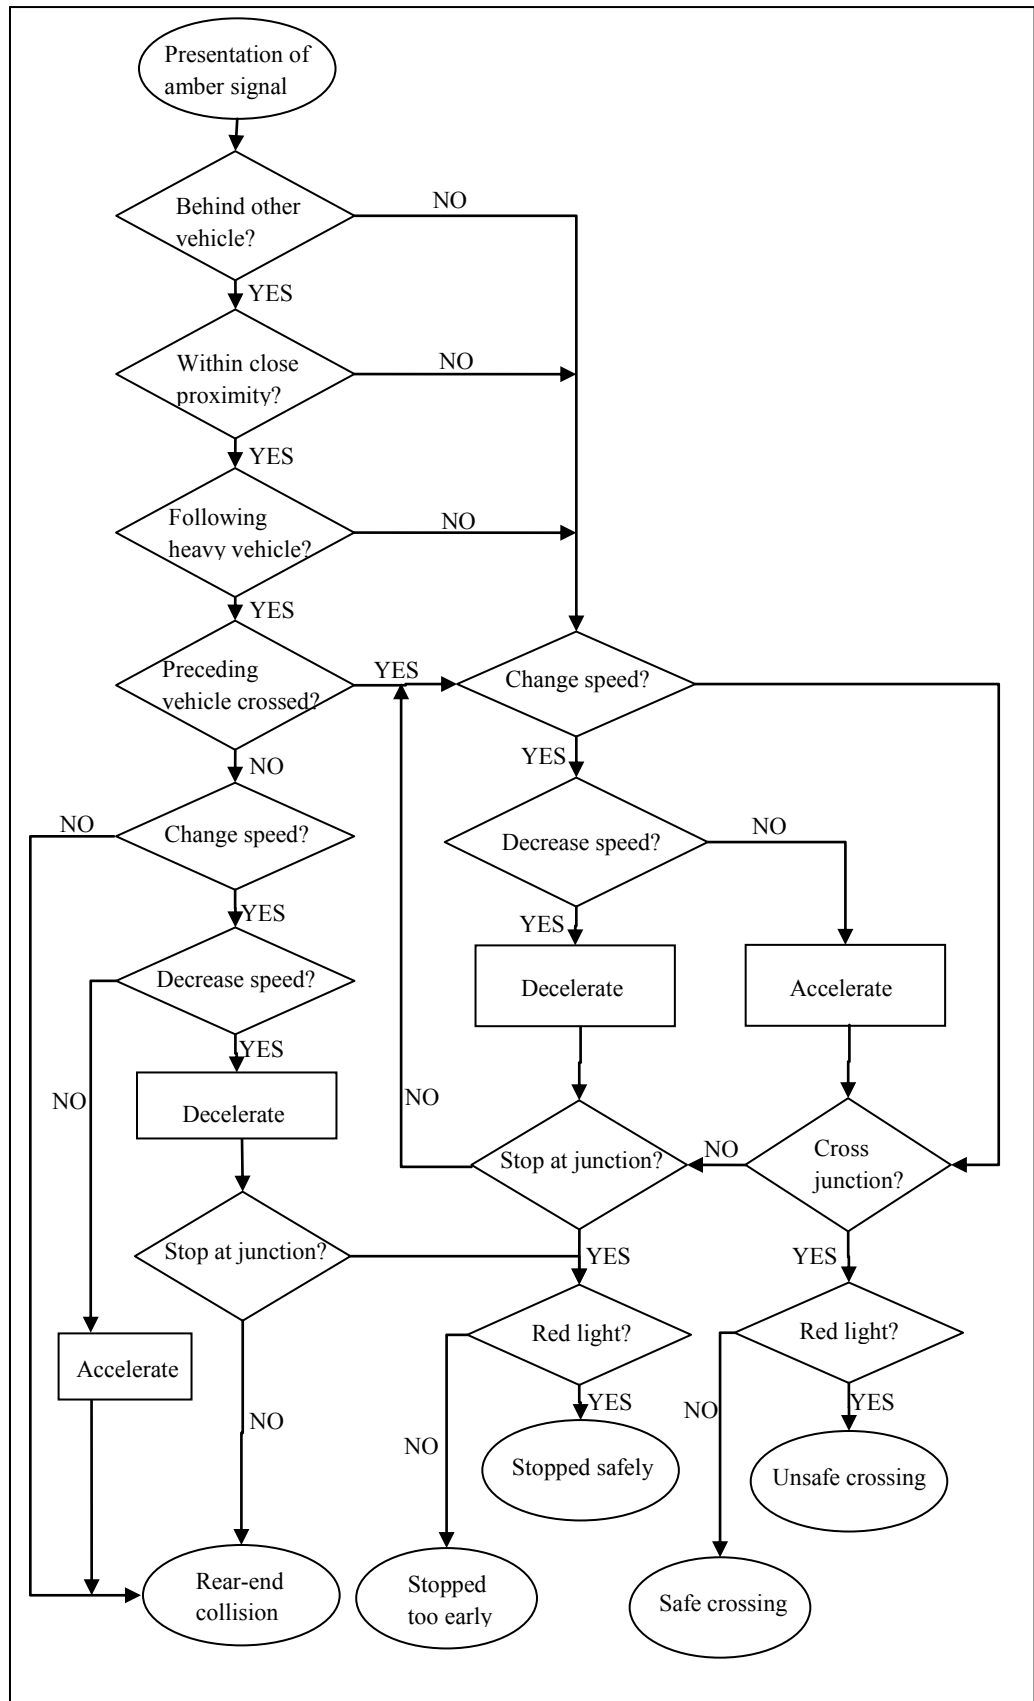 Presentation of
amber signal
Behind other
vehicle?
NO
YES
Within close
proximity?
NO
YES
Following
heavy vehicle?
NO
YES
Preceding
vehicle crossed?
YES
Change speed?
NO
YES
NO
Change speed?
Decrease speed?
NO
YES
YES
Decrease speed?
Decelerate
Accelerate
YES
NO
NO
Decelerate
Stop at junction?
NO
Cross
junction?
Stop at junction?
YES
YES
Red light?
Red light?
Accelerate
YES
NO
YES
NO
NO
Stopped safely
Unsafe crossing
Rear-end
collision
Stopped
too early
Safe crossing